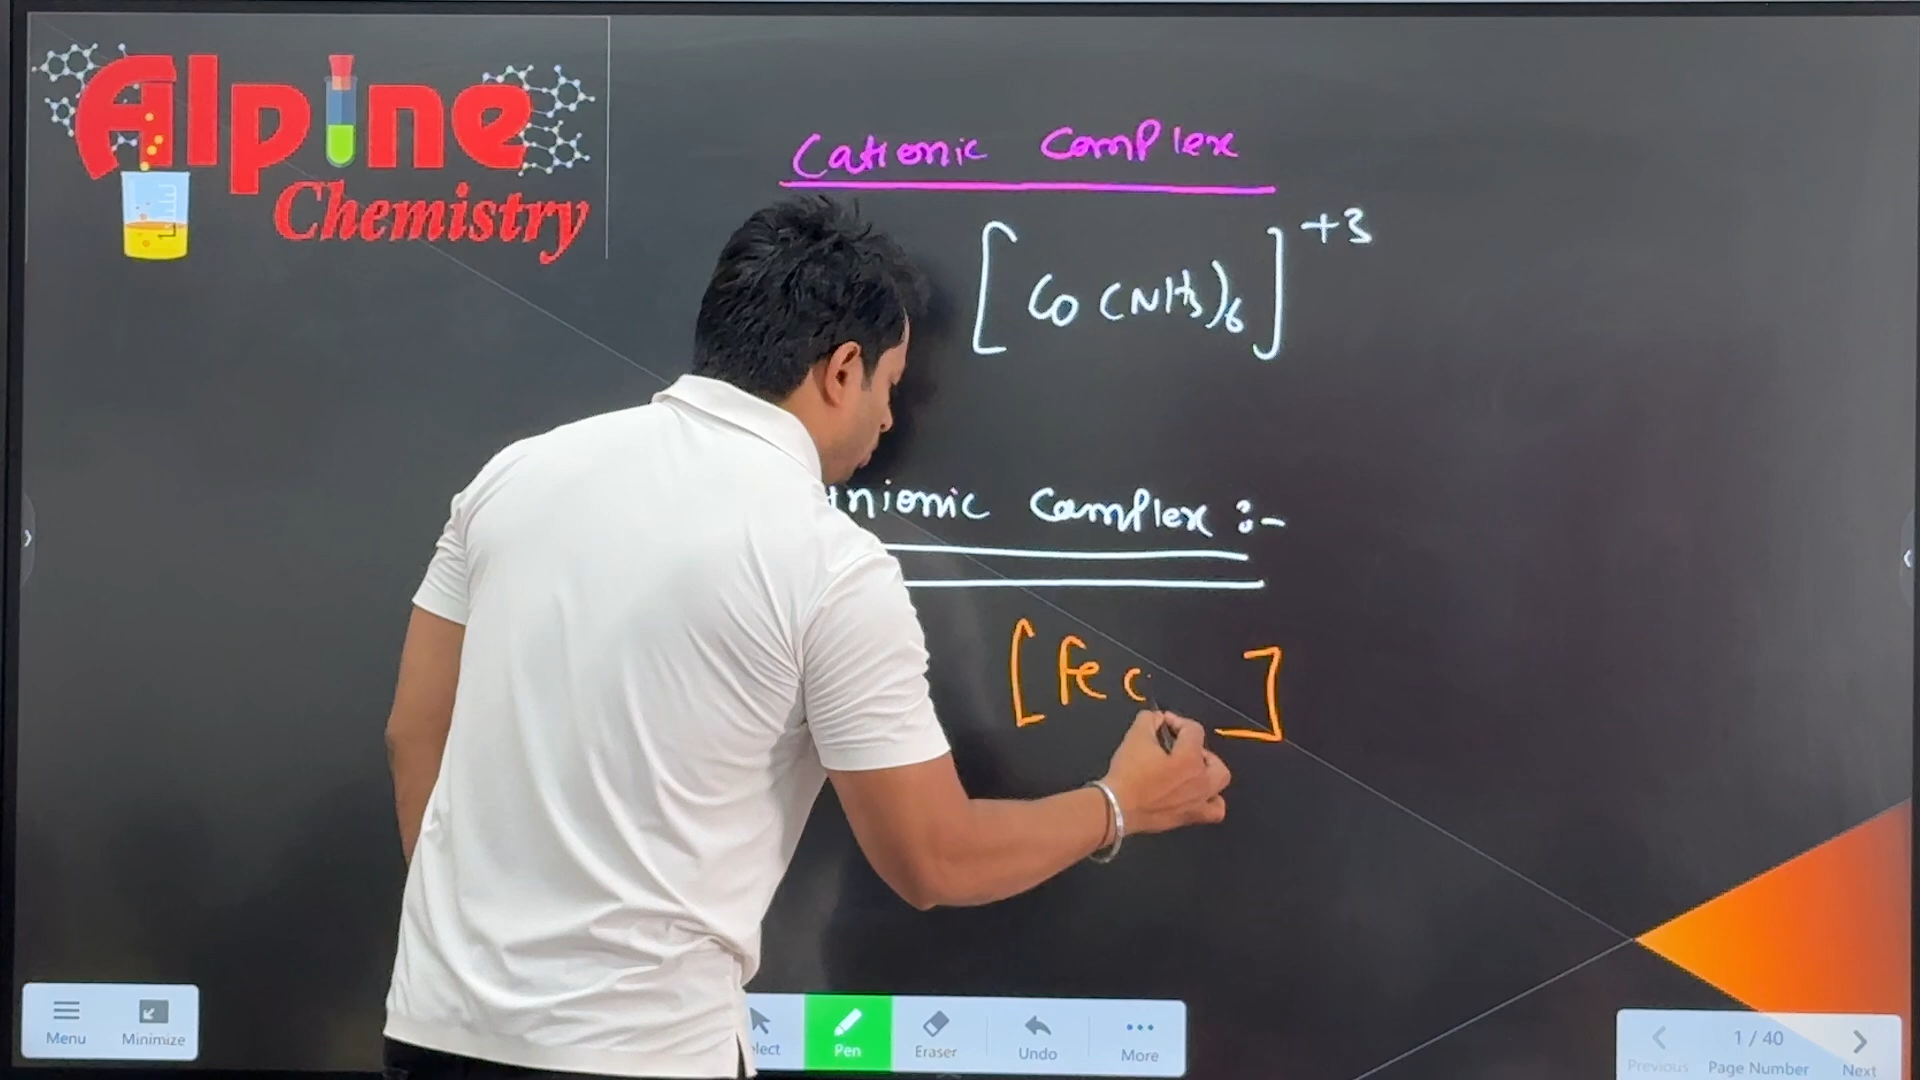 Alpine
Chemistry
Cationic Complex
[Co(NH3)6]+3
Anionic Complex :-
[Fe C ]
Menu
Minimize
Pen
Eraser
Undo
More
Previous
1 / 40
Page Number
Next